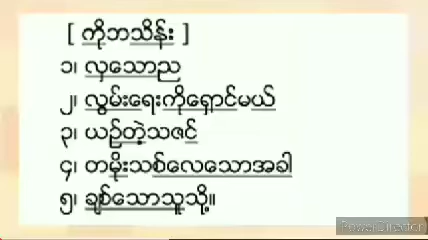 [ ကိုဘသိန်း ]
၁၊ လှသောည
၂၊ လွမ်းရေးကိုရှောင်မယ်
၃၊ ယဉ်တဲ့သဇင်
၄၊ တမိုးသစ်လေသောအခါ
၅၊ ချစ်သောသူသို့။
PowerDirector